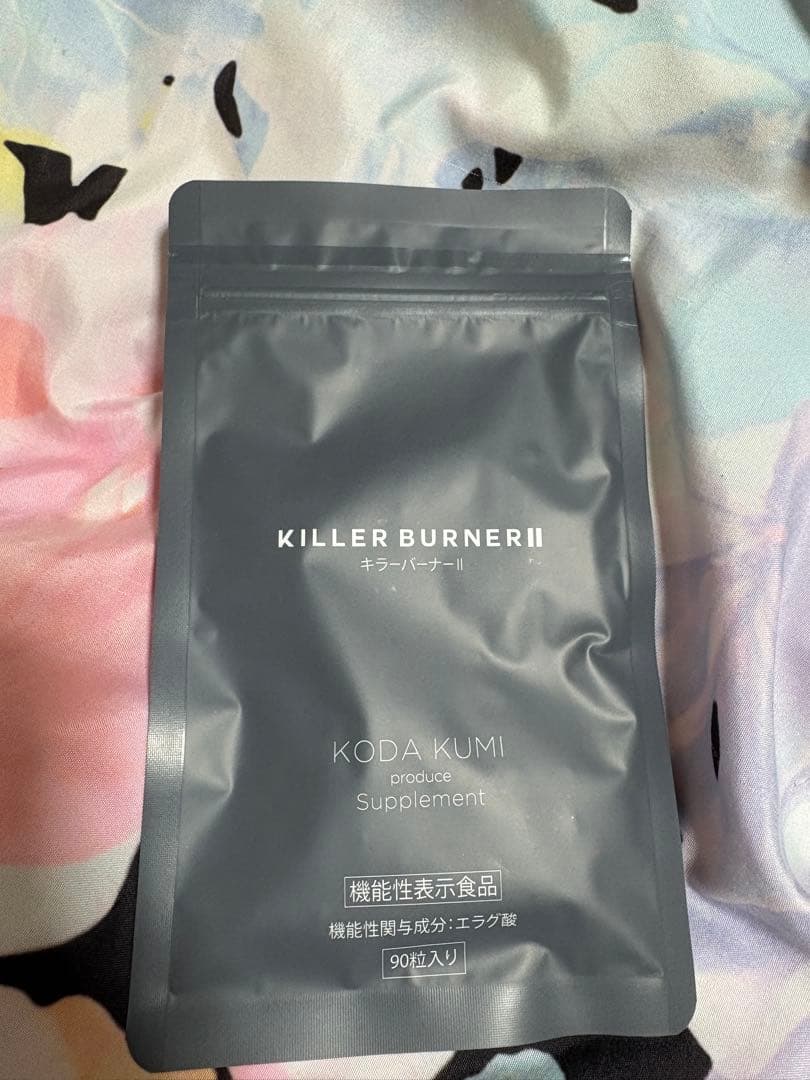 KILLER BURNERⅡ
キラーバーナーⅡ
KODA KUMI
produce
Supplement
機能性表示食品
機能性関与成分:エラグ酸
90粒入り